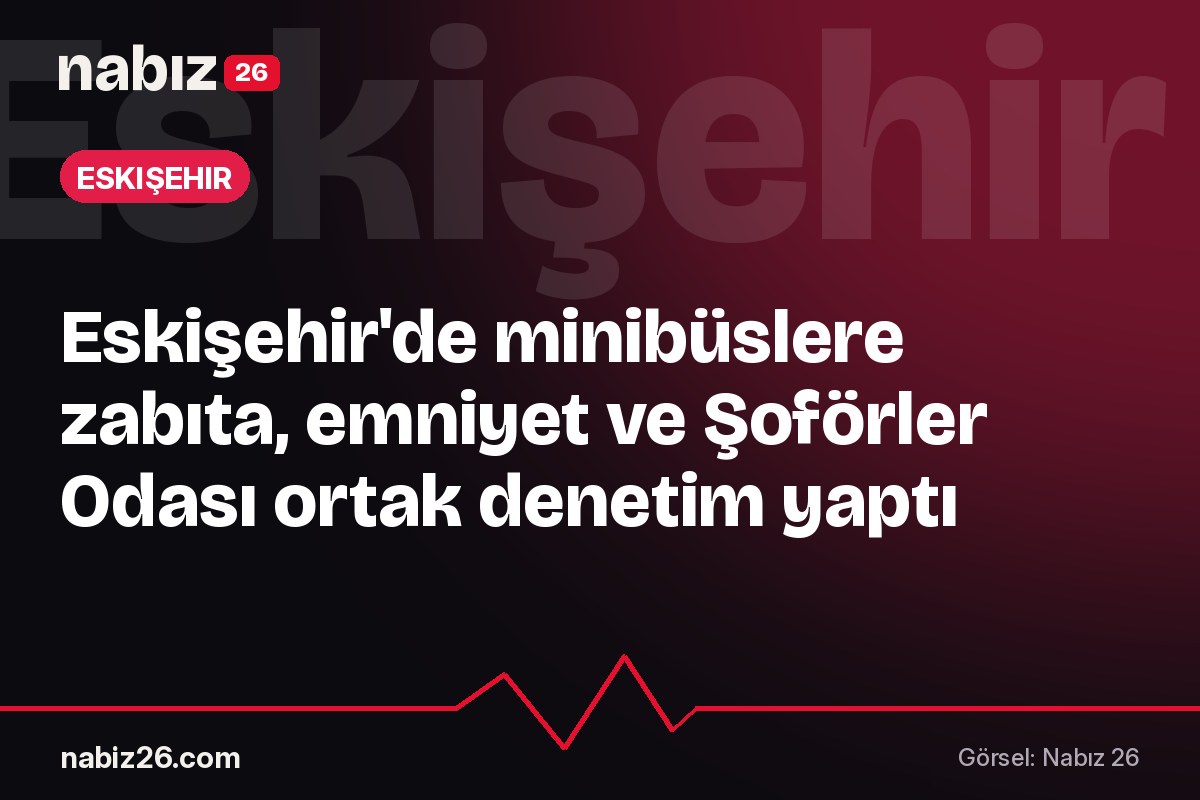 Eskişehir
nabız 26
ESKIŞEHIR
Eskişehir'de minibüslere
zabıta, emniyet ve Şoförler
Odası ortak denetim yaptı
nabiz26.com
Görsel: Nabız 26